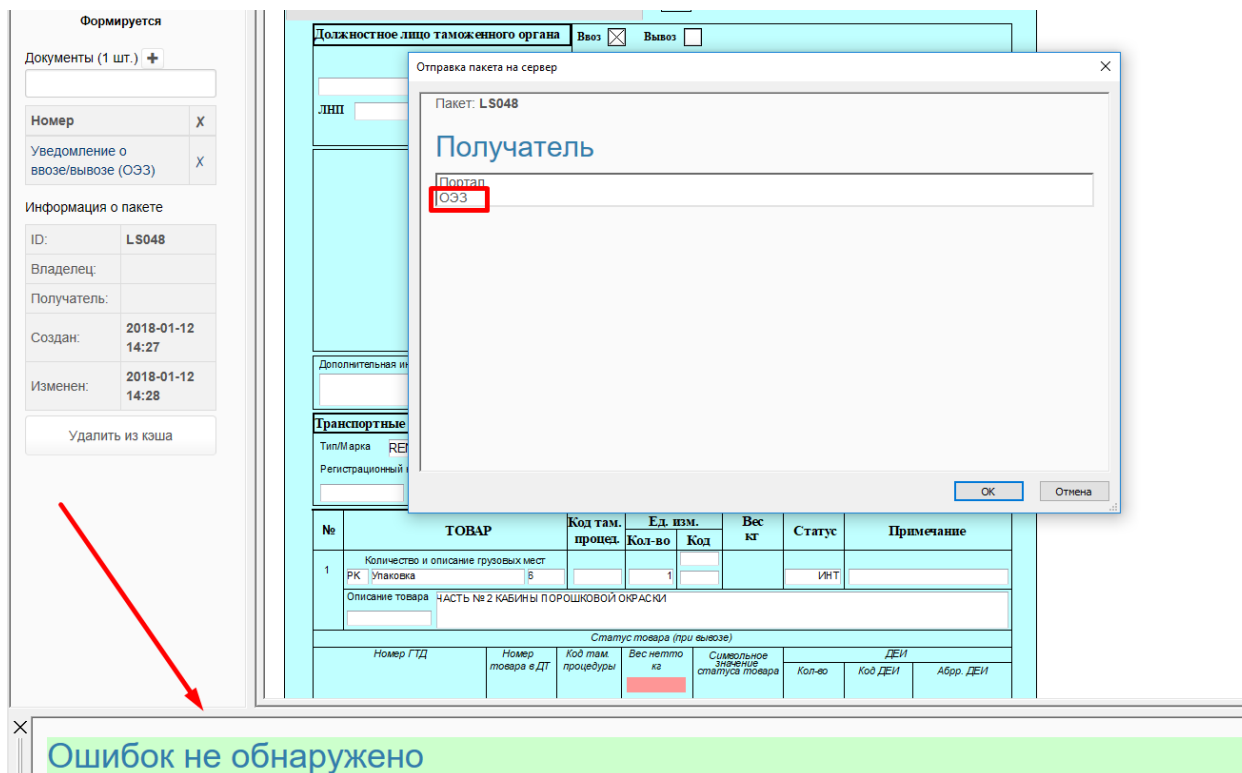 Формируется
Документы (1 шт.) +
Номер X
Уведомление о
ввозе/вывозе (ОЭЗ) X
Информация о пакете
ID: LS048
Владелец:
Получатель:
Создан: 2018-01-12
14:27
Изменен: 2018-01-12
14:28
Удалить из кэша
Должностное лицо таможенного органа Ввоз Вывоз
ЛНП
Отправка пакета на сервер
Пакет: LS048
Получатель
Портал
ОЭЗ
OK Отмена
Дополнительная
Транспортные
Тип/Марка
Регистрационный
№ ТОВАР Код там. процед. Ед. изм. Вес кг Статус Примечание
Кол-во Код
Количество и описание грузовых мест
1 РК Упаковка 6 1 ИНТ
Описание товара ЧАСТЬ №2 КАБИНЫ ПОРОШКОВОЙ ОКРАСКИ
Статус товара (при вывозе)
Номер ГТД Номер товара в ДТ Код там. процедуры Вес нетто кг Символьное значение статуса товара ДЕИ
Кол-во Код ДЕИ Абрр. ДЕИ
Ошибок не обнаружено